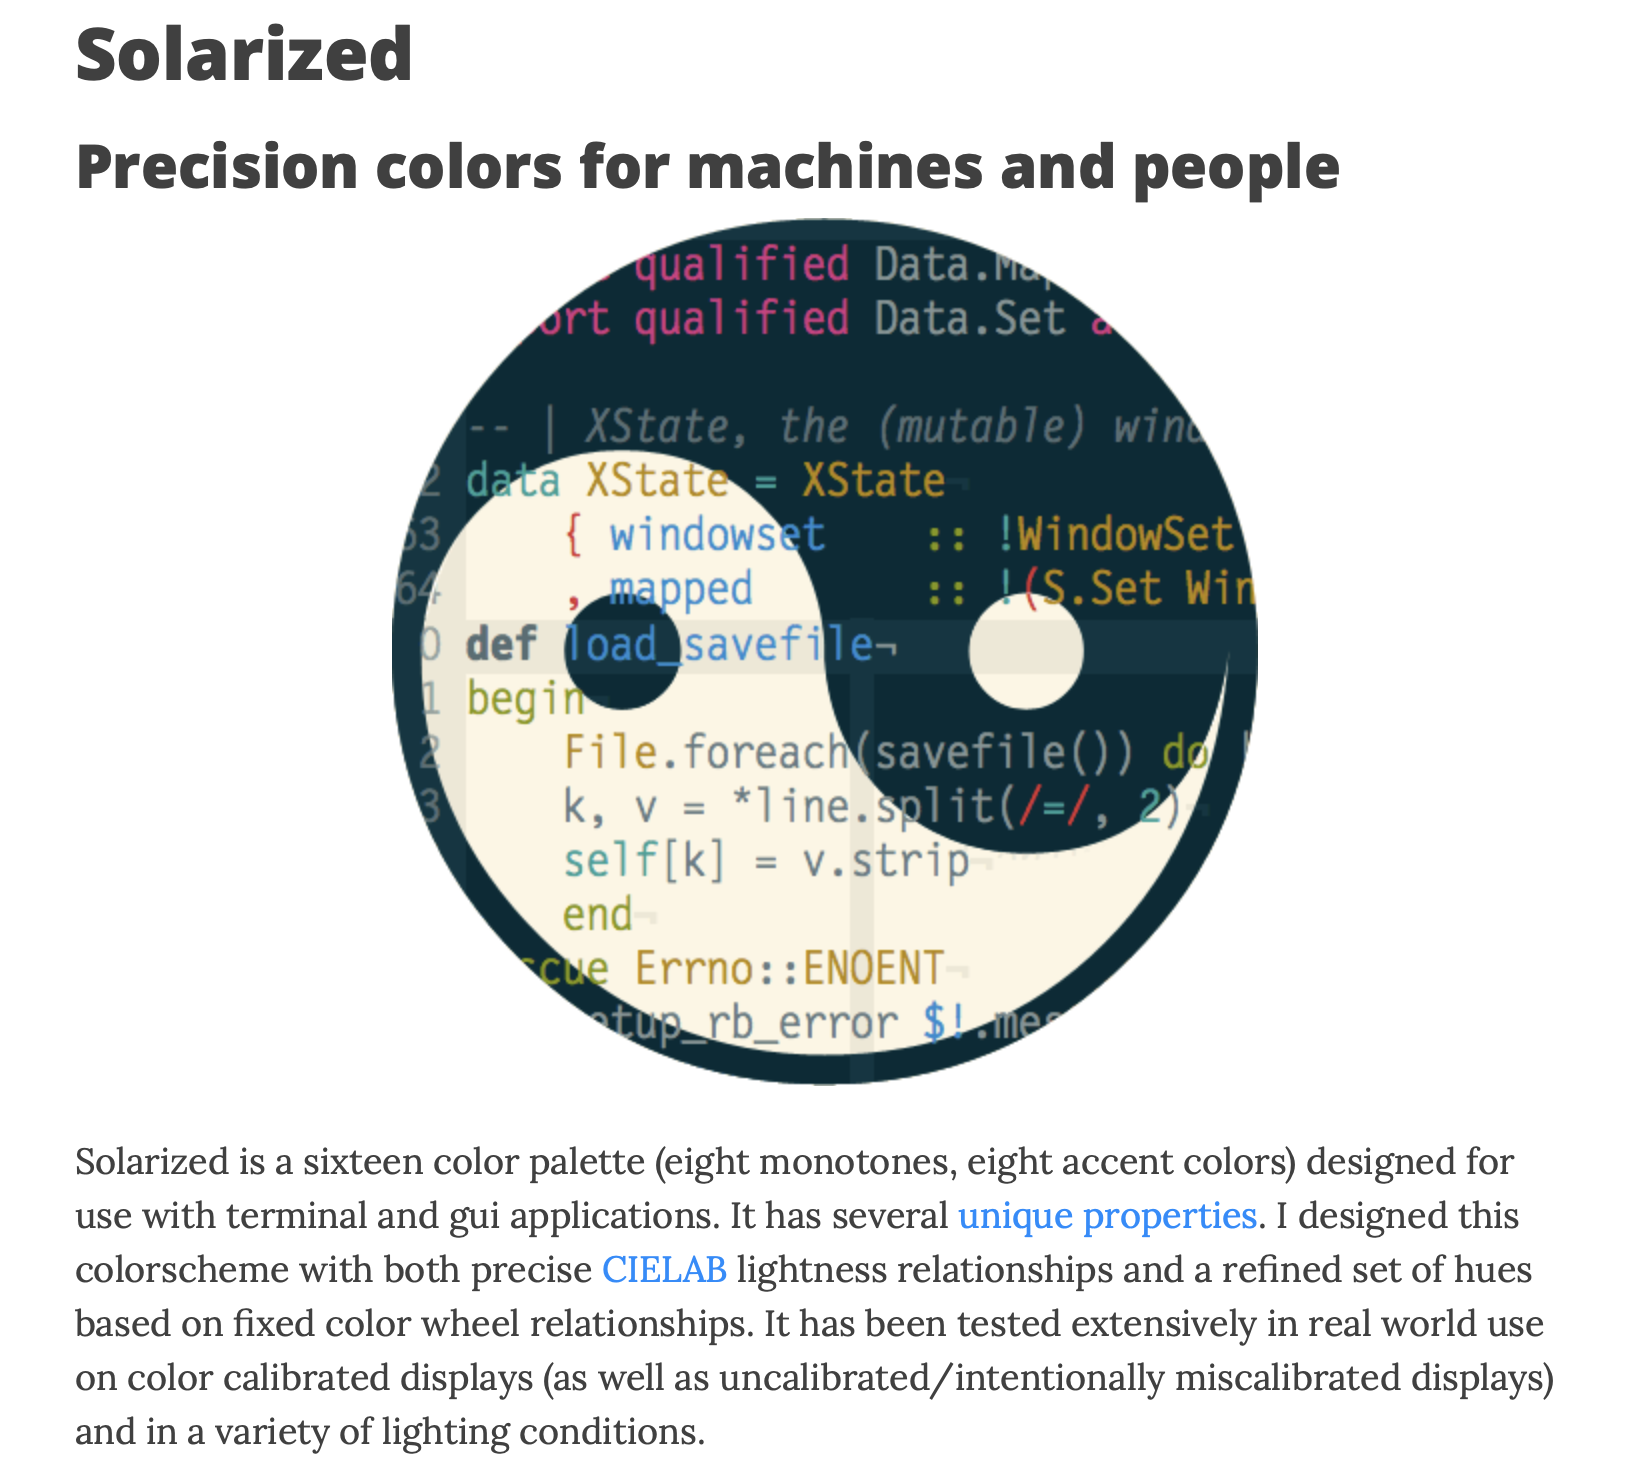 Solarized
Precision colors for machines and people
qualified Data.Map
ort qualified Data.Set a
-- | XState, the (mutable) wind
2 data XState = XState¬
63 { windowset :: !WindowSet
64 , mapped :: !(S.Set Win
0 def load_savefile¬
1 begin¬
2 File.foreach(savefile()) do |
3 k, v = *line.split(/=/, 2)¬
self[k] = v.strip¬
end¬
scue Errno::ENOENT¬
etup_rb_error $!.mes
Solarized is a sixteen color palette (eight monotones, eight accent colors) designed for
use with terminal and gui applications. It has several unique properties. I designed this
colorscheme with both precise CIELAB lightness relationships and a refined set of hues
based on fixed color wheel relationships. It has been tested extensively in real world use
on color calibrated displays (as well as uncalibrated/intentionally miscalibrated displays)
and in a variety of lighting conditions.